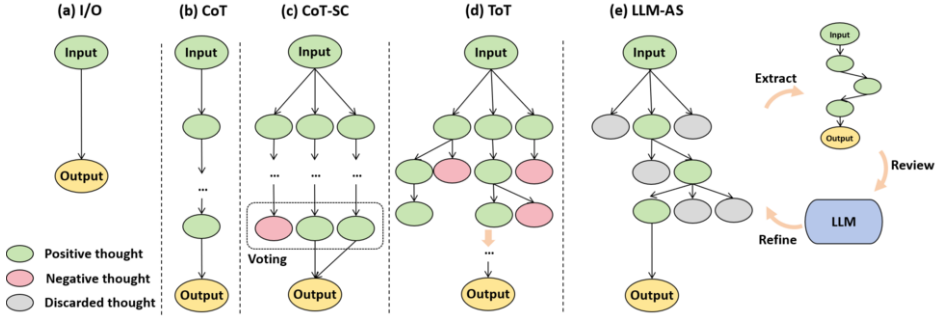 (a) I/O
Input
Output
Positive thought
Negative thought
Discarded thought
(b) CoT
Input
...
Output
(c) CoT-SC
Input
... ... ...
Voting
Output
(d) ToT
Input
...
Output
(e) LLM-AS
Input
Output
Extract
Input
Output
Review
LLM
Refine